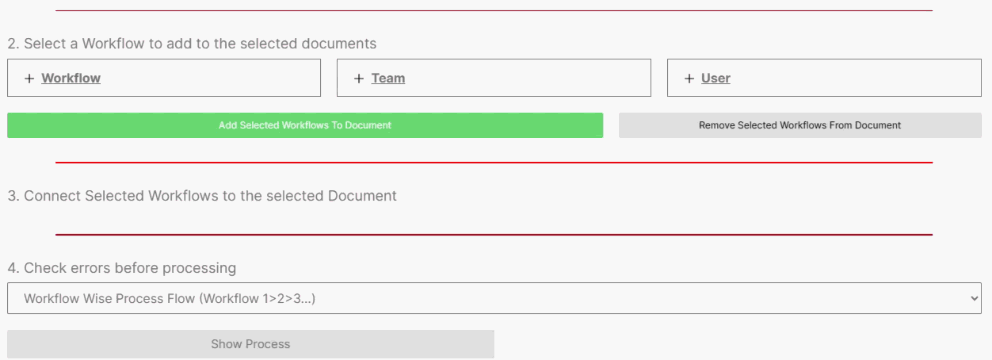 2. Select a Workflow to add to the selected documents
+ Workflow
+ Team
+ User
Add Selected Workflows To Document
Remove Selected Workflows From Document
3. Connect Selected Workflows to the selected Document
4. Check errors before processing
Workflow Wise Process Flow (Workflow 1>2>3...)
Show Process